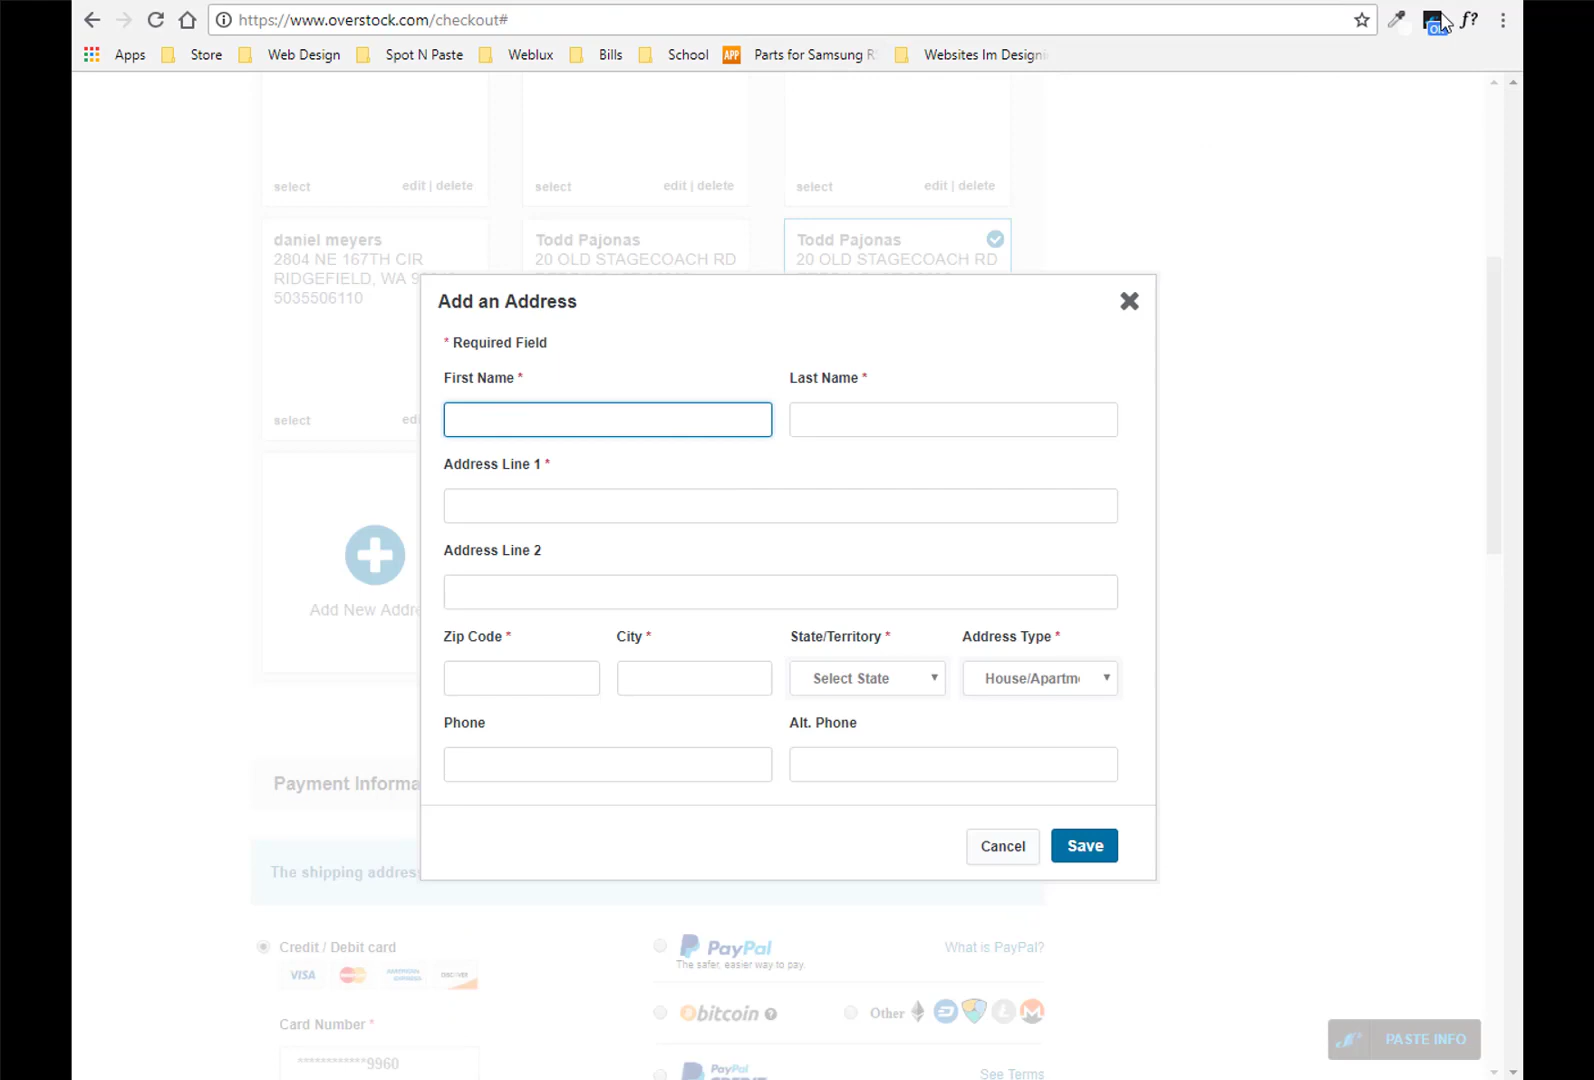 https://www.overstock.com/checkout#
f?
Apps Store Web Design Spot N Paste Weblux Bills School APP Parts for Samsung Websites Im Design
select edit | delete select edit | delete select edit | delete
daniel meyers
2804 NE 167TH CIR
RIDGEFIELD, WA
5035506110
select
Todd Pajonas
20 OLD STAGECOACH RD
Todd Pajonas
20 OLD STAGECOACH RD
Add New Addre
Add an Address
* Required Field
First Name * Last Name *
Address Line 1 *
Address Line 2
Zip Code * City * State/Territory * Address Type *
Select State House/Apartm
Phone Alt. Phone
Cancel Save
Payment Informa
The shipping addres
Credit / Debit card PayPal What is PayPal?
The safer, easier way to pay.
VISA MasterCard AMERICAN EXPRESS DISCOVER
bitcoin ? Other
Card Number *
************9960
PayPal
CREDIT
See Terms
PASTE INFO